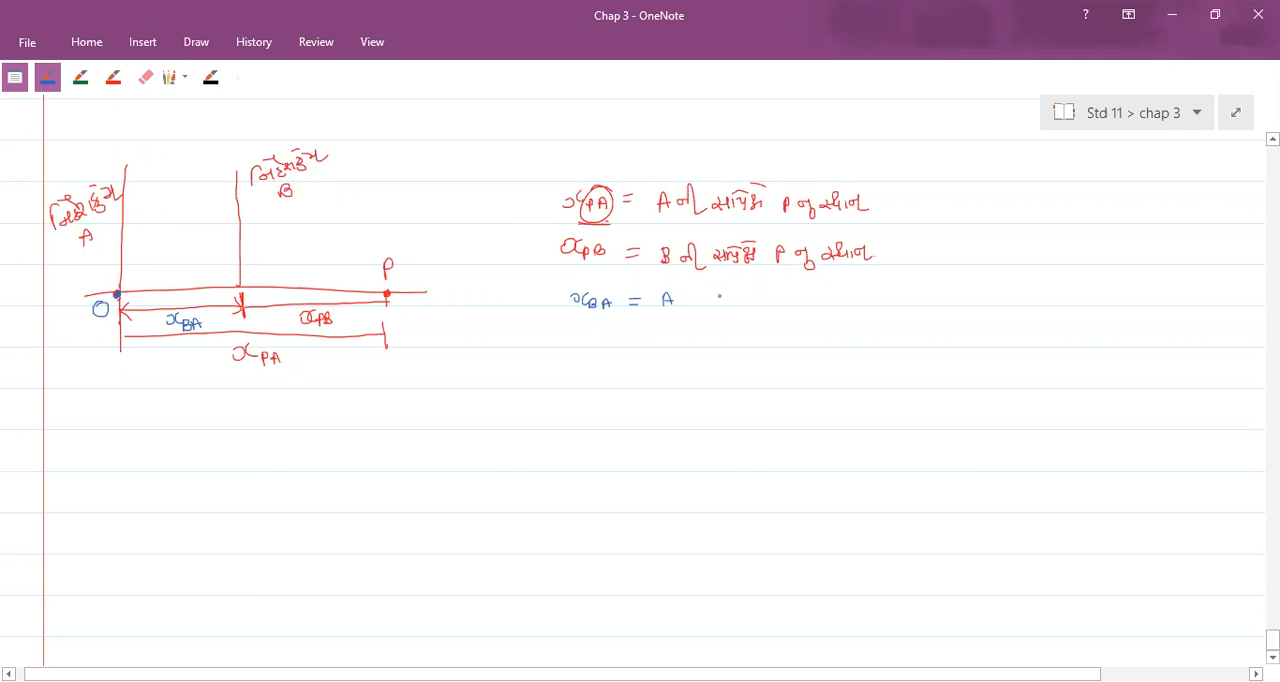 Chap 3 - OneNote
?
File Home Insert Draw History Review View
Std 11 > chap 3
નિર્દેશફ્રેમ
A
નિર્દેશફ્રેમ
B
P
O
x_BA x_PB
x_PA
x_PA = A ની સાપેક્ષે P નુ સ્થાન
x_PB = B ની સાપેક્ષે P નુ સ્થાન
x_BA = A